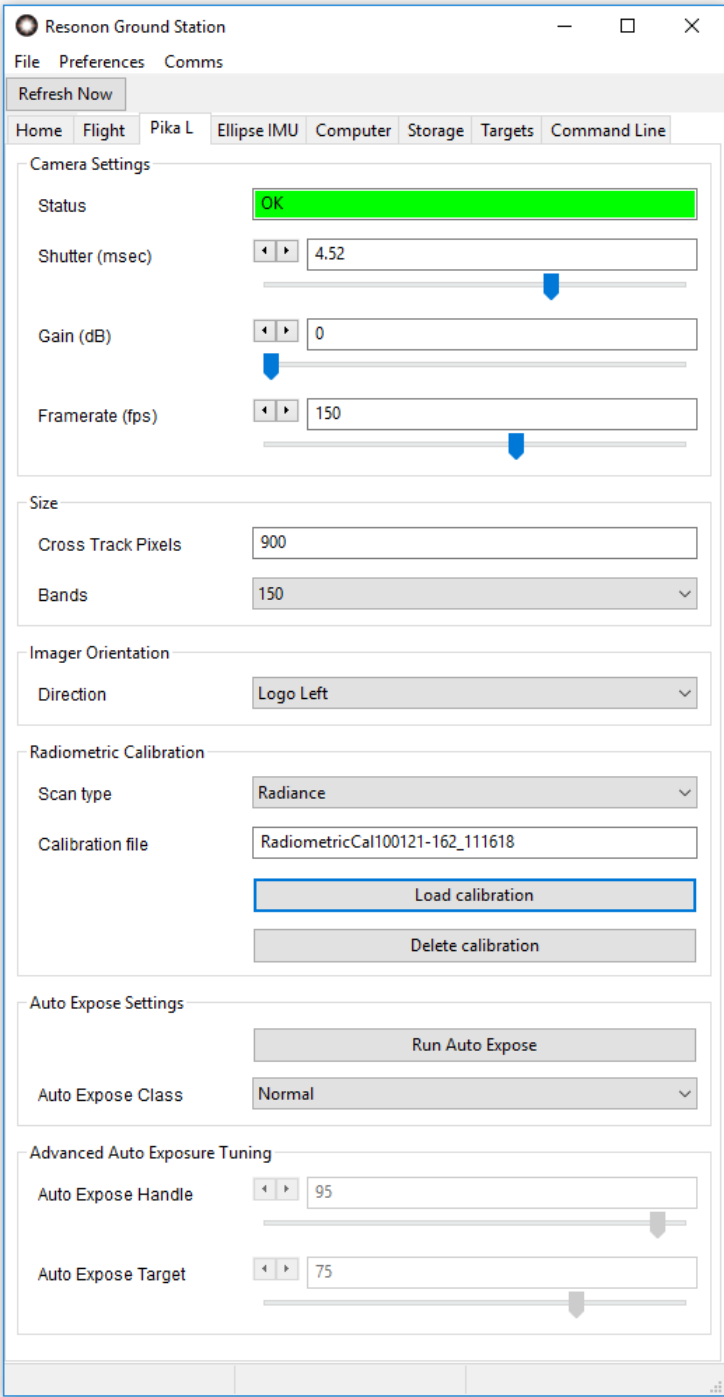 Resonon Ground Station
File Preferences Comms
Refresh Now
Home Flight Pika L Ellipse IMU Computer Storage Targets Command Line
Camera Settings
Status OK
Shutter (msec) 4.52
Gain (dB) 0
Framerate (fps) 150
Size
Cross Track Pixels 900
Bands 150
Imager Orientation
Direction Logo Left
Radiometric Calibration
Scan type Radiance
Calibration file RadiometricCal100121-162_111618
Load calibration
Delete calibration
Auto Expose Settings
Run Auto Expose
Auto Expose Class Normal
Advanced Auto Exposure Tuning
Auto Expose Handle 95
Auto Expose Target 75